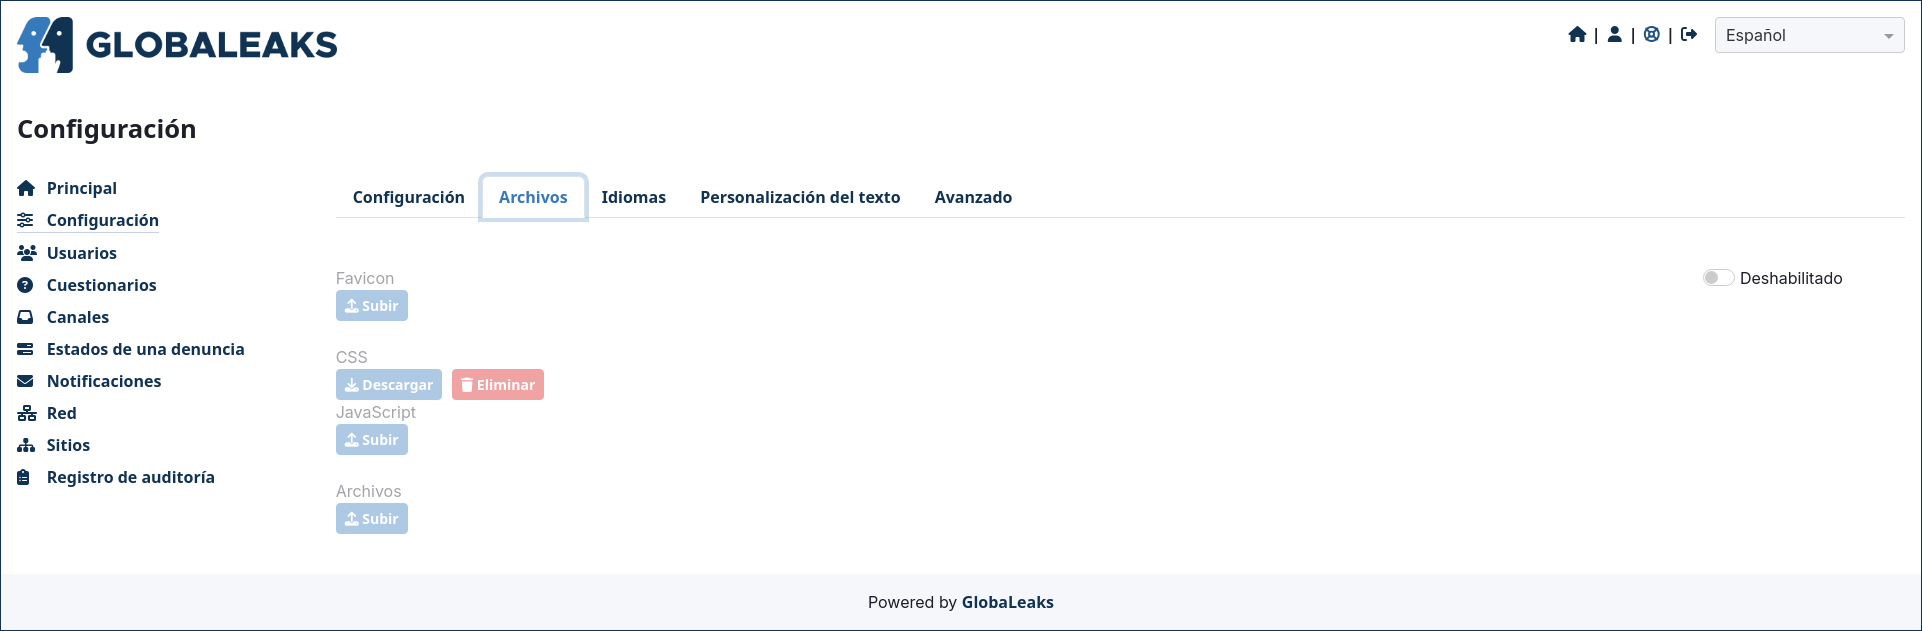 GLOBALEAKS
| | |
Español
Configuración
Principal
Configuración
Usuarios
Cuestionarios
Canales
Estados de una denuncia
Notificaciones
Red
Sitios
Registro de auditoría
Configuración Archivos Idiomas Personalización del texto Avanzado
Favicon
Deshabilitado
Subir
CSS
Descargar Eliminar
JavaScript
Subir
Archivos
Subir
Powered by GlobaLeaks